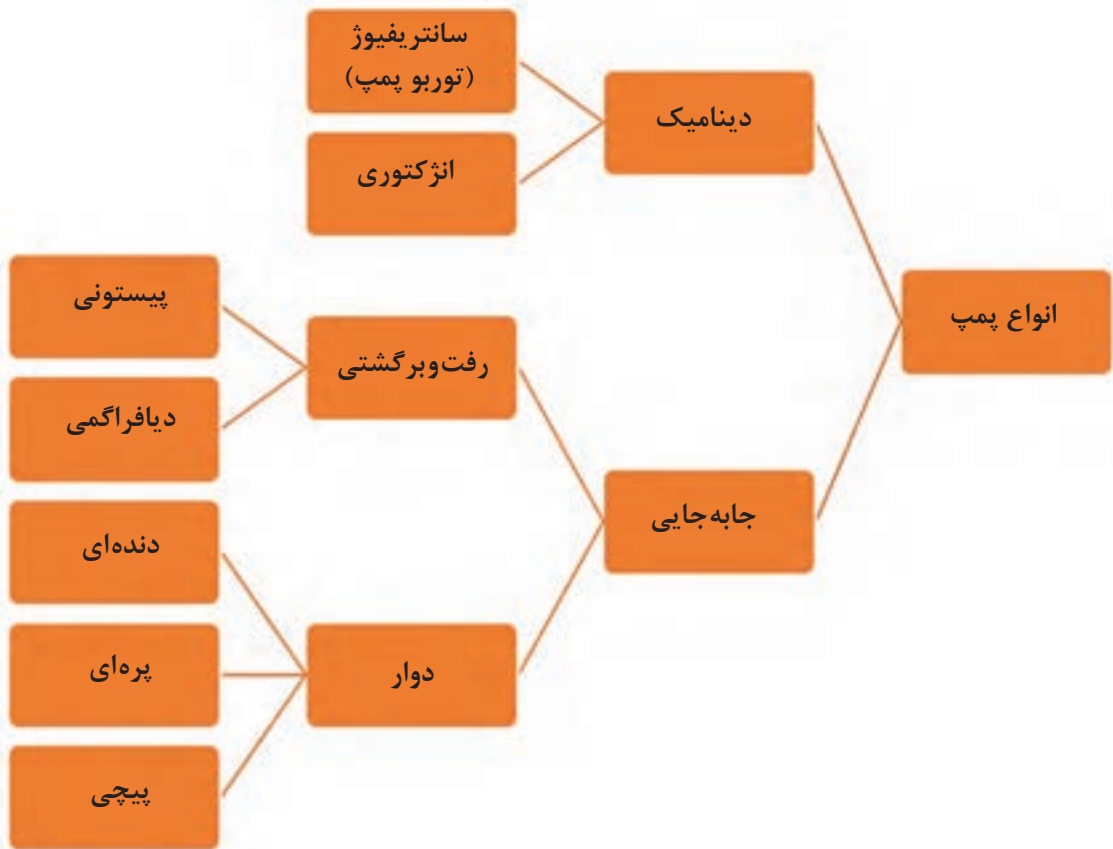 انواع پمپ
دینامیک
سانتریفیوژ
(توربو پمپ)
انژکتوری
جابه‌جایی
رفت‌وبرگشتی
پیستونی
دیافراگمی
دوار
دنده‌ای
پره‌ای
پیچی